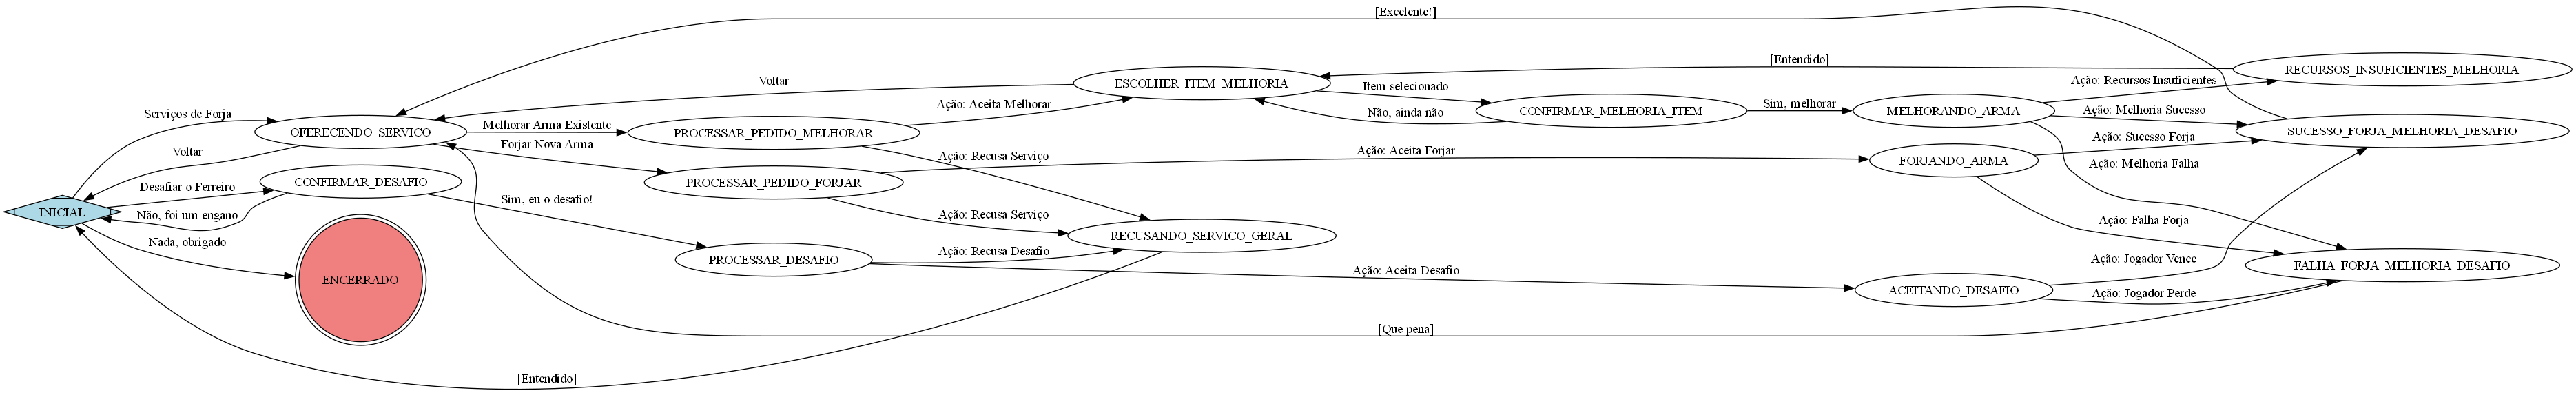 [Excelente!]
[Entendido]
RECURSOS_INSUFICIENTES_MELHORIA
Voltar
ESCOLHER_ITEM_MELHORIA
Ação: Recursos Insuficientes
Item selecionado
Ação: Aceita Melhorar
Sim, melhorar
CONFIRMAR_MELHORIA_ITEM
MELHORANDO_ARMA
Ação: Melhoria Sucesso
Não, ainda não
Serviços de Forja
Melhorar Arma Existente
OFERECENDO_SERVICO
PROCESSAR_PEDIDO_MELHORAR
SUCESSO_FORJA_MELHORIA_DESAFIO
Ação: Sucesso Forja
Forjar Nova Arma
Voltar
Ação: Recusa Serviço
Ação: Aceita Forjar
FORJANDO_ARMA
Ação: Melhoria Falha
CONFIRMAR_DESAFIO
PROCESSAR_PEDIDO_FORJAR
Desafiar o Ferreiro
Sim, eu o desafio!
INICIAL
Não, foi um engano
Ação: Recusa Serviço
Ação: Falha Forja
RECUSANDO_SERVICO_GERAL
Nada, obrigado
Ação: Recusa Desafio
PROCESSAR_DESAFIO
Ação: Jogador Vence
FALHA_FORJA_MELHORIA_DESAFIO
Ação: Aceita Desafio
ENCERRADO
ACEITANDO_DESAFIO
Ação: Jogador Perde
[Que pena]
[Entendido]